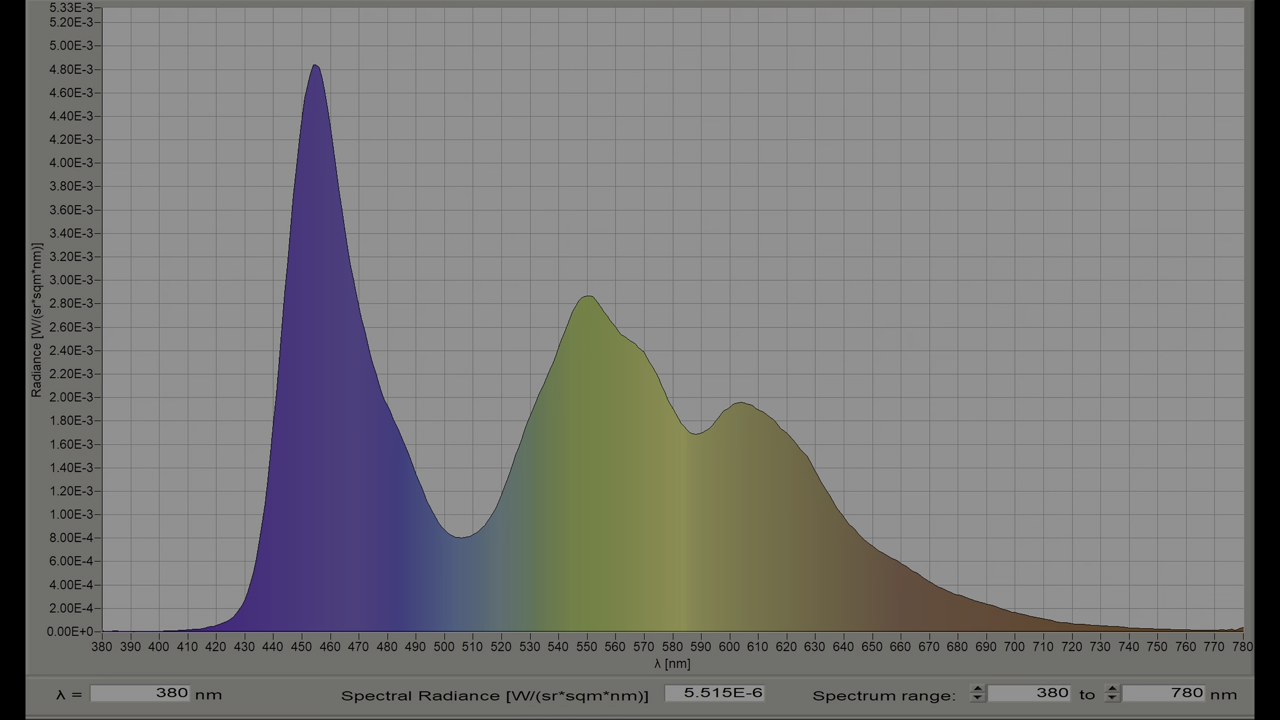 5.33E-3
5.20E-3
5.00E-3
4.80E-3
4.60E-3
4.40E-3
4.20E-3
4.00E-3
3.80E-3
3.60E-3
3.40E-3
3.20E-3
3.00E-3
2.80E-3
2.60E-3
2.40E-3
2.20E-3
2.00E-3
1.80E-3
1.60E-3
1.40E-3
1.20E-3
1.00E-3
8.00E-4
6.00E-4
4.00E-4
2.00E-4
0.00E+0
Radiance [W/(sr*sqm*nm)]
380 390 400 410 420 430 440 450 460 470 480 490 500 510 520 530 540 550 560 570 580 590 600 610 620 630 640 650 660 670 680 690 700 710 720 730 740 750 760 770 780
λ [nm]
λ = 380 nm Spectral Radiance [W/(sr*sqm*nm)] 5.515E-6 Spectrum range: 380 to 780 nm